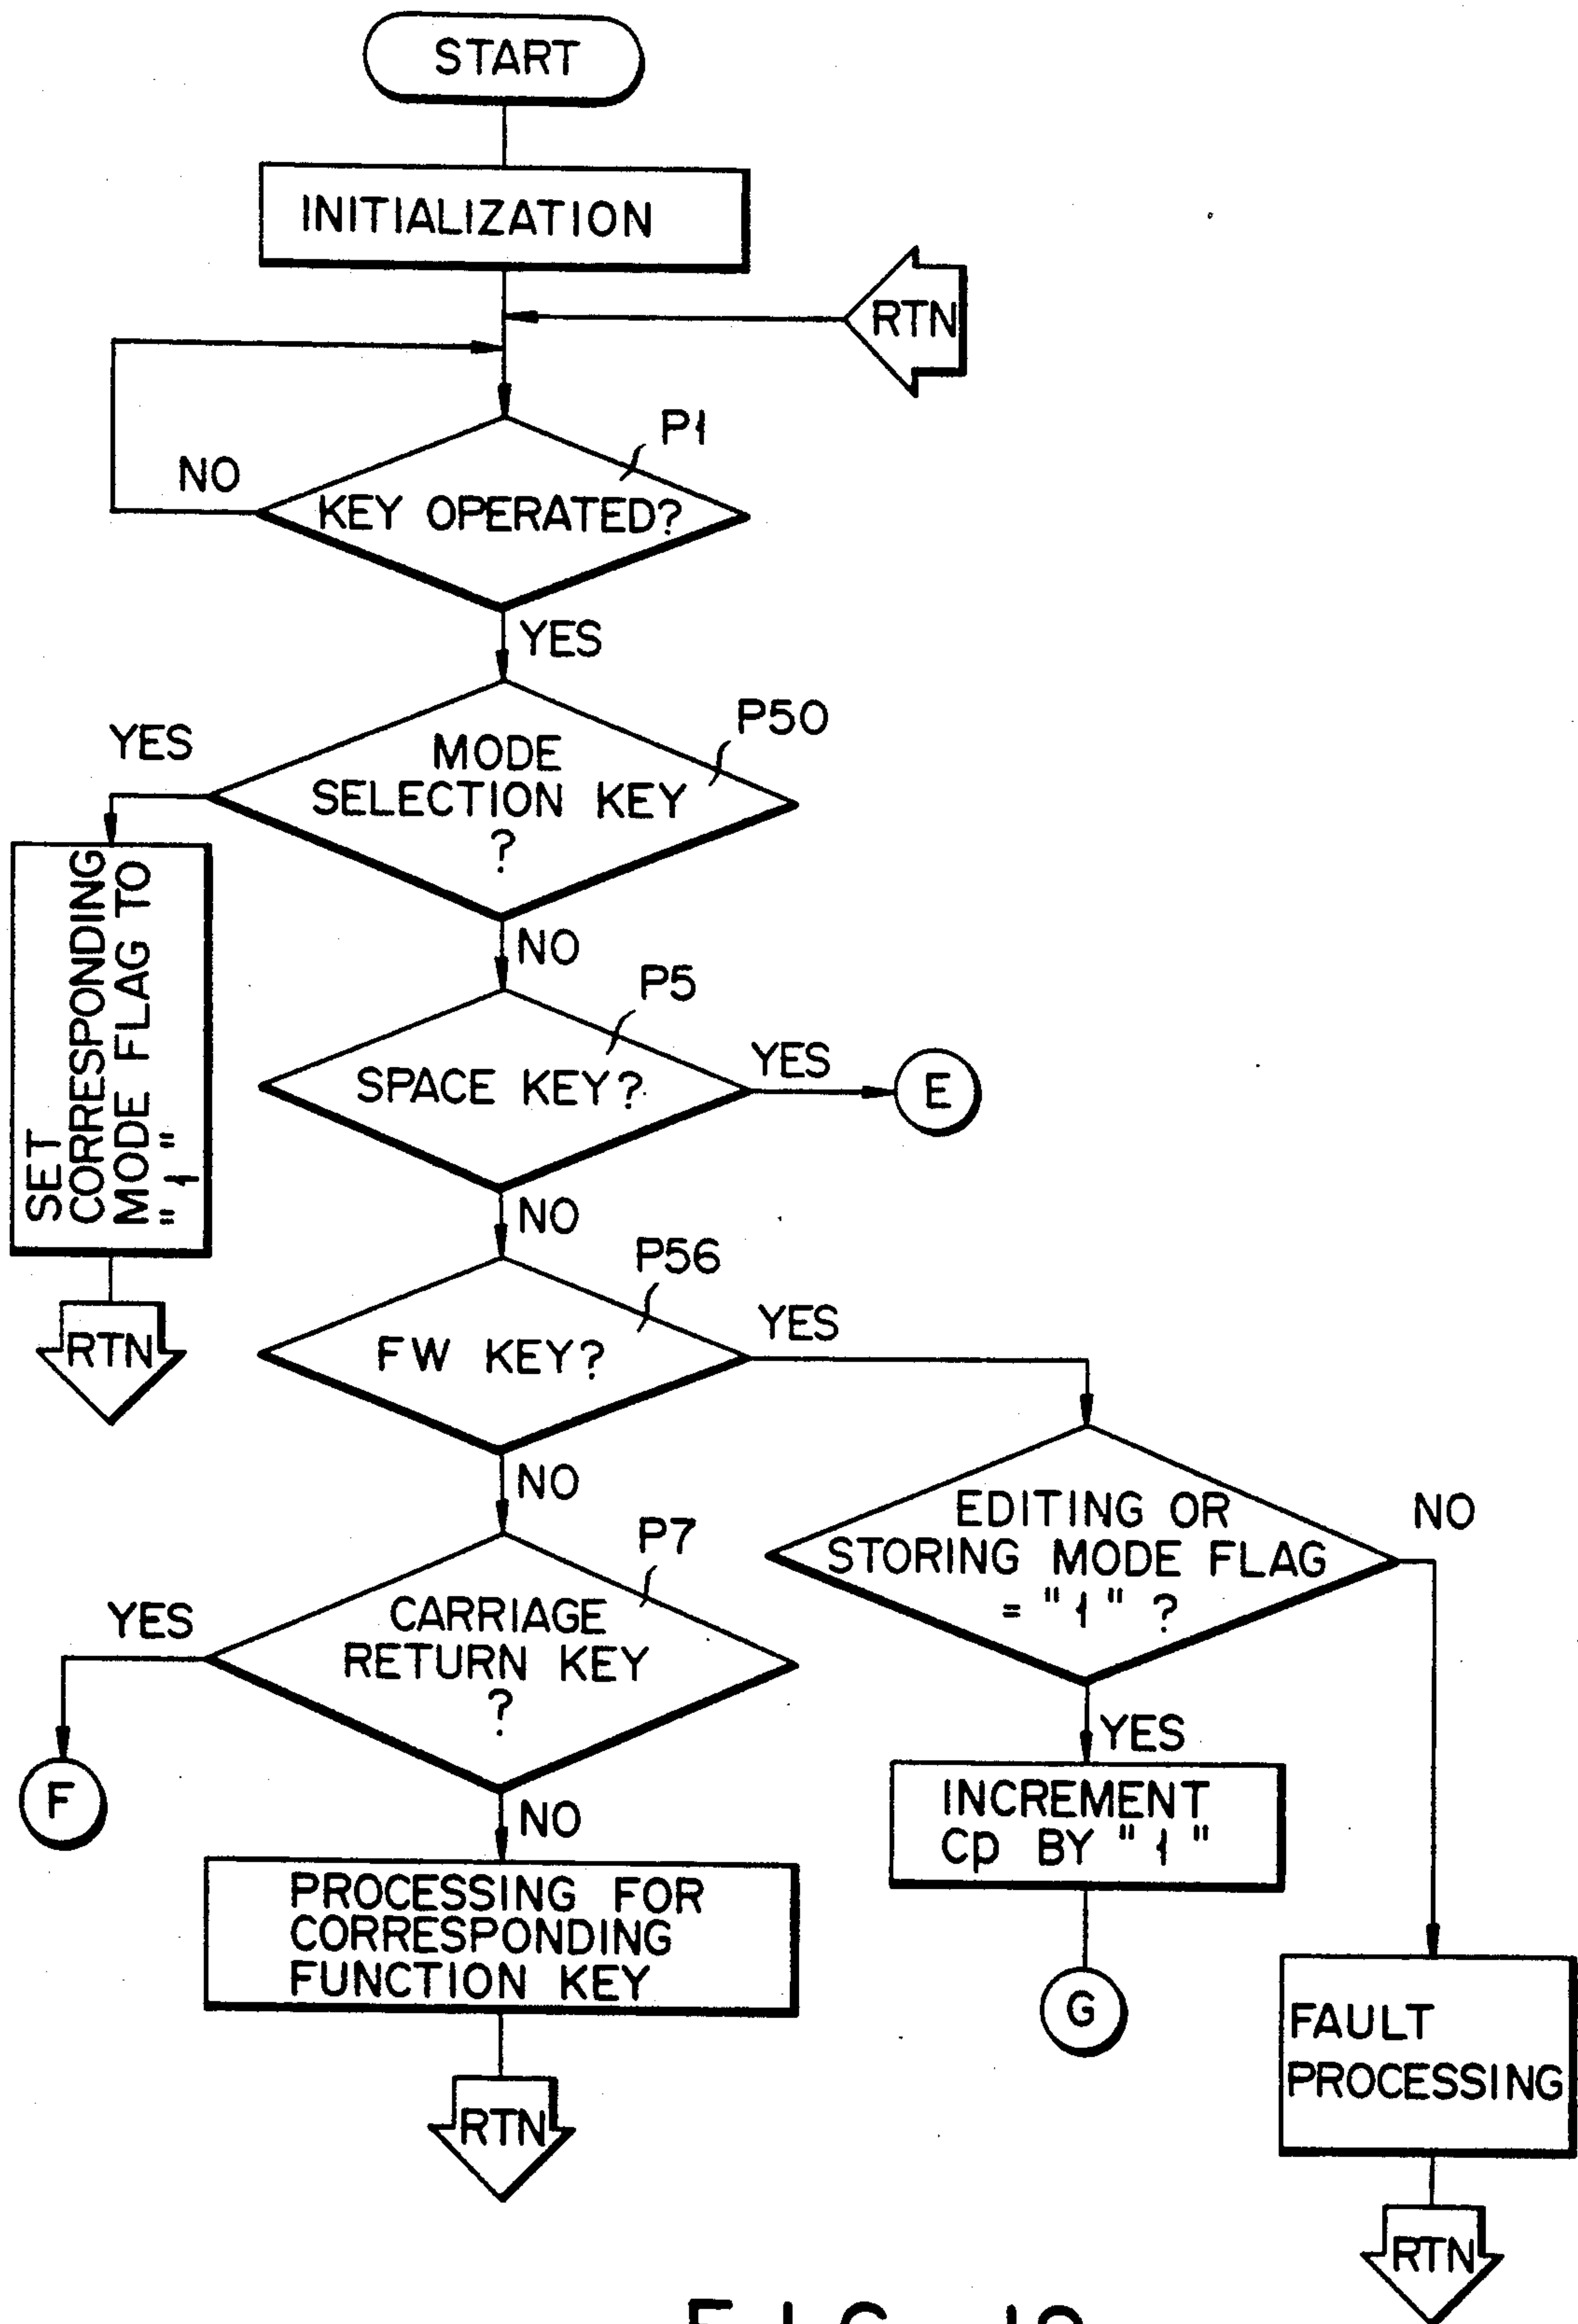 START
INITIALIZATION
RTN
P1
NO
KEY OPERATED?
YES
P50
YES
MODE
SELECTION KEY
?
NO
SET
CORRESPONDING
MODE FLAG TO
"1"
RTN
P5
SPACE KEY?
YES
E
NO
P56
FW KEY?
YES
NO
EDITING OR
STORING MODE FLAG
= "1" ?
NO
P7
YES
CARRIAGE
RETURN KEY
?
F
NO
YES
INCREMENT
Cp BY "1"
G
PROCESSING FOR
CORRESPONDING
FUNCTION KEY
RTN
FAULT
PROCESSING
RTN